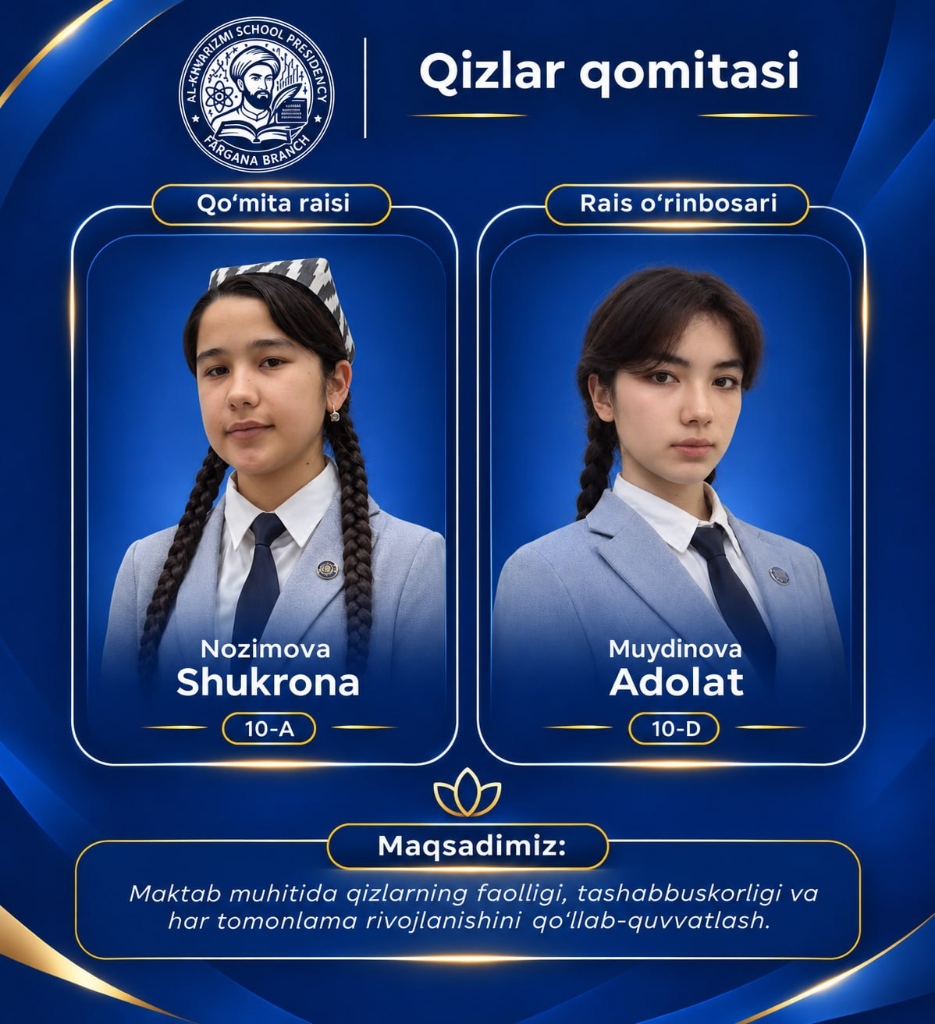 AL-KHWARIZMI SCHOOL PRESIDENCY
FARGANA BRANCH
Qizlar qomitasi
Qo‘mita raisi
Rais o‘rinbosari
Nozimova
Shukrona
10-A
Muydinova
Adolat
10-D
Maqsadimiz:
Maktab muhitida qizlarning faolligi, tashabbuskorligi va
har tomonlama rivojlanishini qo‘llab-quvvatlash.